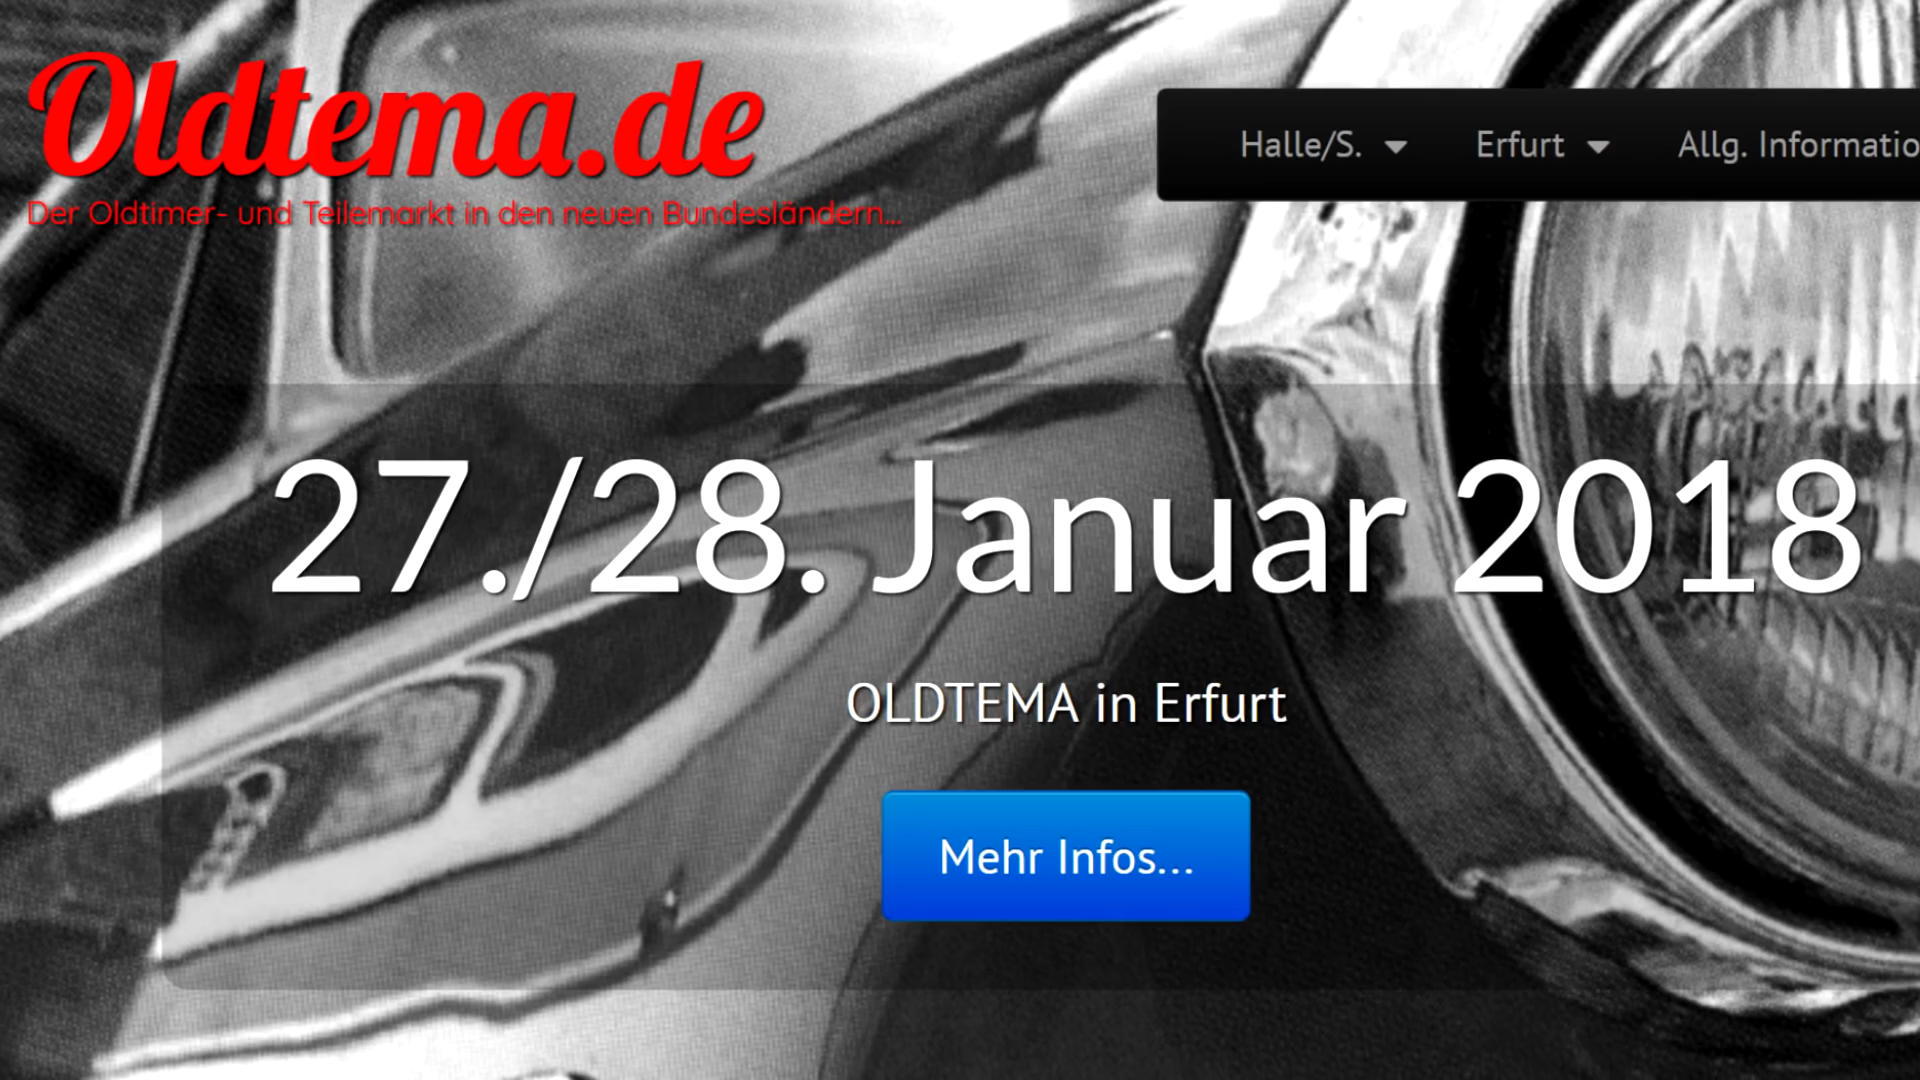 Oldtema.de
Der Oldtimer- und Teilemarkt in den neuen Bundesländern...
Halle/S. Erfurt Allg. Informatio
27./28. Januar 2018
OLDTEMA in Erfurt
Mehr Infos...